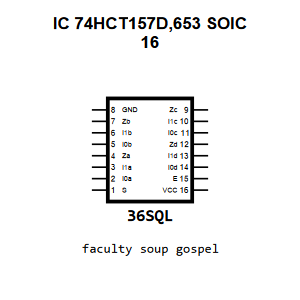 IC 74HCT157D,653 SOIC
16
8 GND Zc 9
7 Zb I1c 10
6 I1b I0c 11
5 I0b Zd 12
4 Za I1d 13
3 I1a I0d 14
2 I0a E 15
1 S VCC 16
36SQL
faculty soup gospel